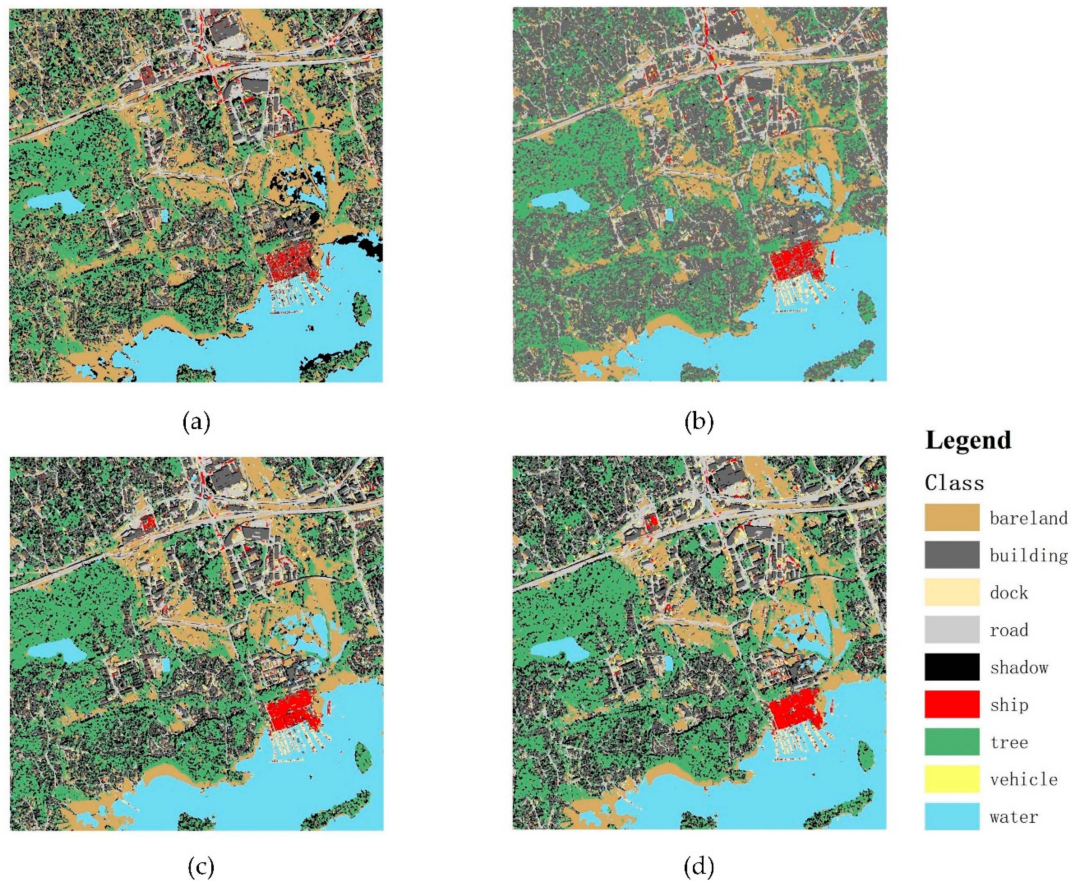 (a)
(b)
(c)
(d)
Legend
Class
bareland
building
dock
road
shadow
ship
tree
vehicle
water